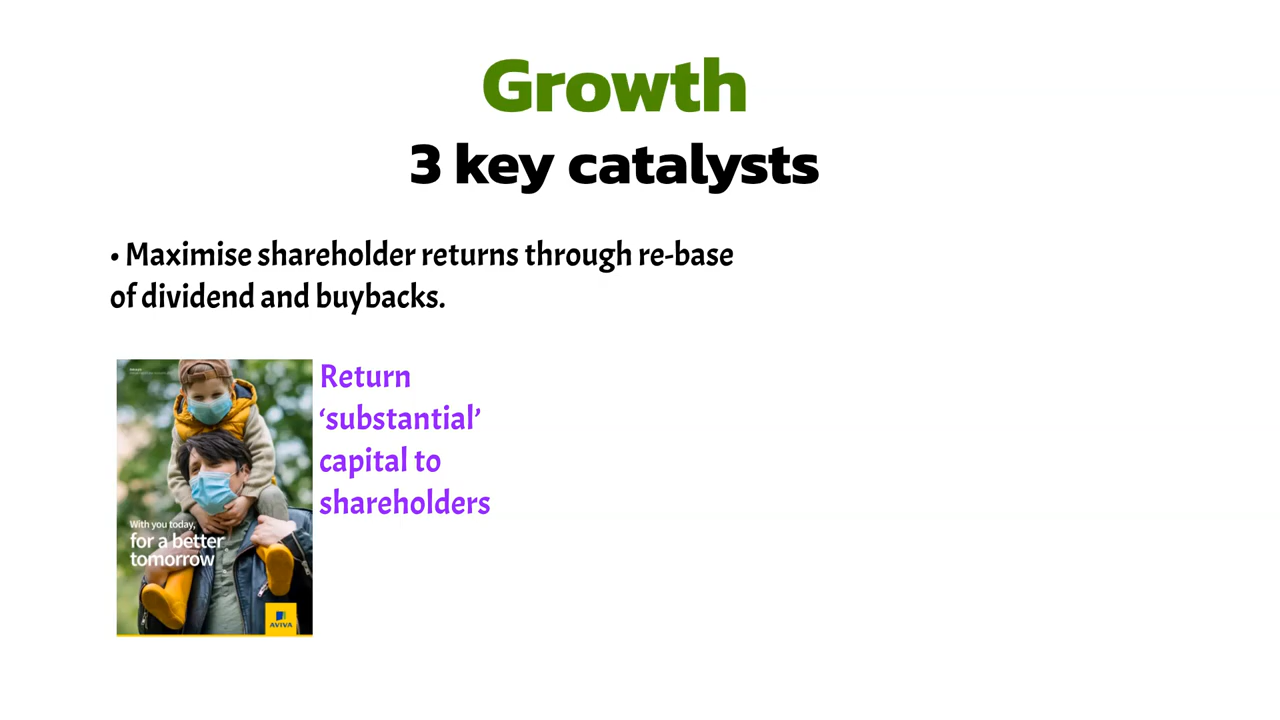 Growth
3 key catalysts
• Maximise shareholder returns through re-base
of dividend and buybacks.
Return
‘substantial’
capital to
shareholders
With you today,
for a better
tomorrow
AVIVA